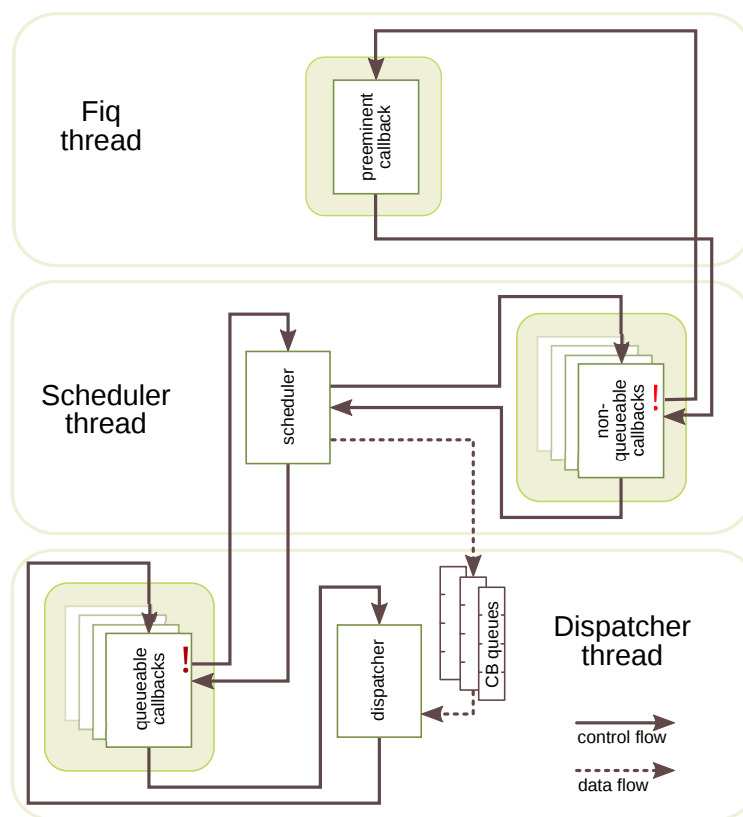 Fiq
thread
preeminent
callback
Scheduler
thread
scheduler
non-
queueable
callbacks
!!
Dispatcher
thread
queueable
callbacks
!
dispatcher
CB queues
control flow
data flow